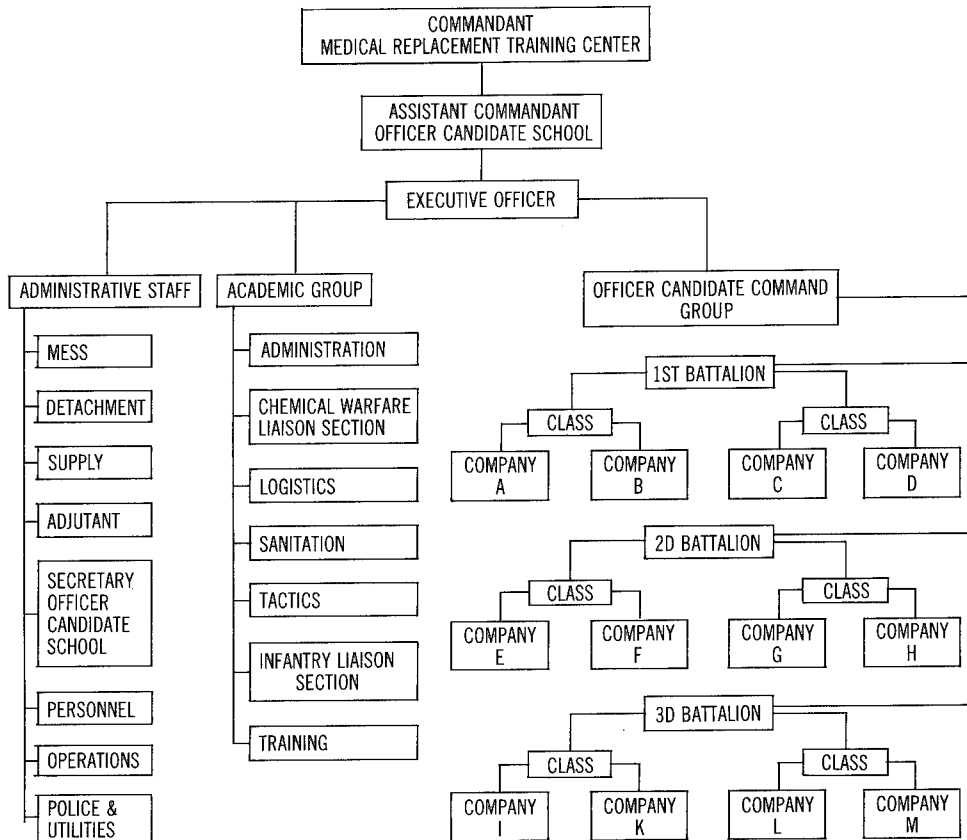 COMMANDANT
MEDICAL REPLACEMENT TRAINING CENTER
ASSISTANT COMMANDANT
OFFICER CANDIDATE SCHOOL
EXECUTIVE OFFICER
ADMINISTRATIVE STAFF
MESS
DETACHMENT
SUPPLY
ADJUTANT
SECRETARY
OFFICER
CANDIDATE
SCHOOL
PERSONNEL
OPERATIONS
POLICE &
UTILITIES
ACADEMIC GROUP
ADMINISTRATION
CHEMICAL WARFARE
LIAISON SECTION
LOGISTICS
SANITATION
TACTICS
INFANTRY LIAISON
SECTION
TRAINING
OFFICER CANDIDATE COMMAND
GROUP
1ST BATTALION
CLASS
COMPANY
A
COMPANY
B
CLASS
COMPANY
C
COMPANY
D
2D BATTALION
CLASS
COMPANY
E
COMPANY
F
CLASS
COMPANY
G
COMPANY
H
3D BATTALION
CLASS
COMPANY
I
COMPANY
K
CLASS
COMPANY
L
COMPANY
M